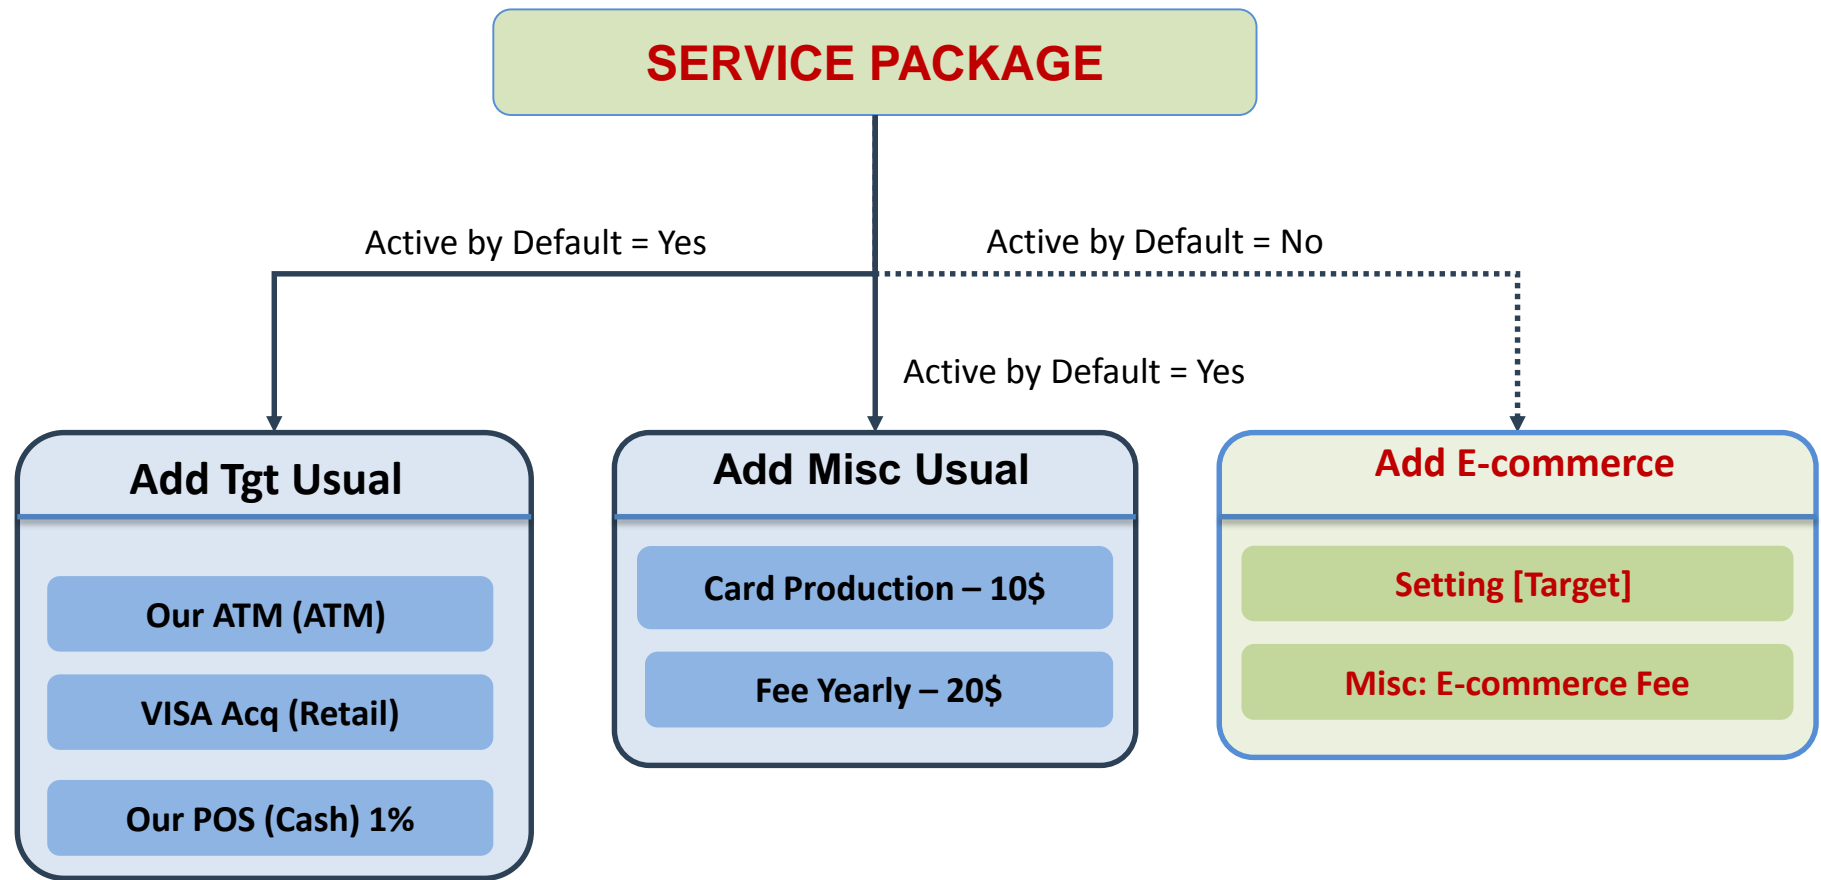 SERVICE PACKAGE
Active by Default = Yes
Active by Default = No
Active by Default = Yes
Add Tgt Usual
Our ATM (ATM)
VISA Acq (Retail)
Our POS (Cash) 1%
Add Misc Usual
Card Production – 10$
Fee Yearly – 20$
Add E-commerce
Setting [Target]
Misc: E-commerce Fee